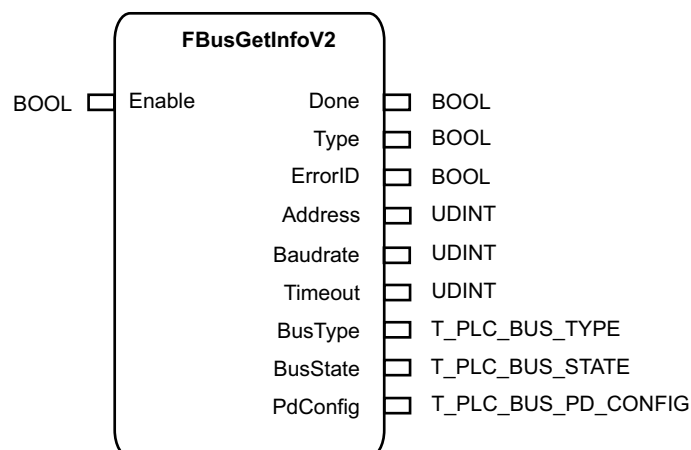 FBusGetInfoV2
BOOL Enable Done BOOL
Type BOOL
ErrorID BOOL
Address UDINT
Baudrate UDINT
Timeout UDINT
BusType T_PLC_BUS_TYPE
BusState T_PLC_BUS_STATE
PdConfig T_PLC_BUS_PD_CONFIG